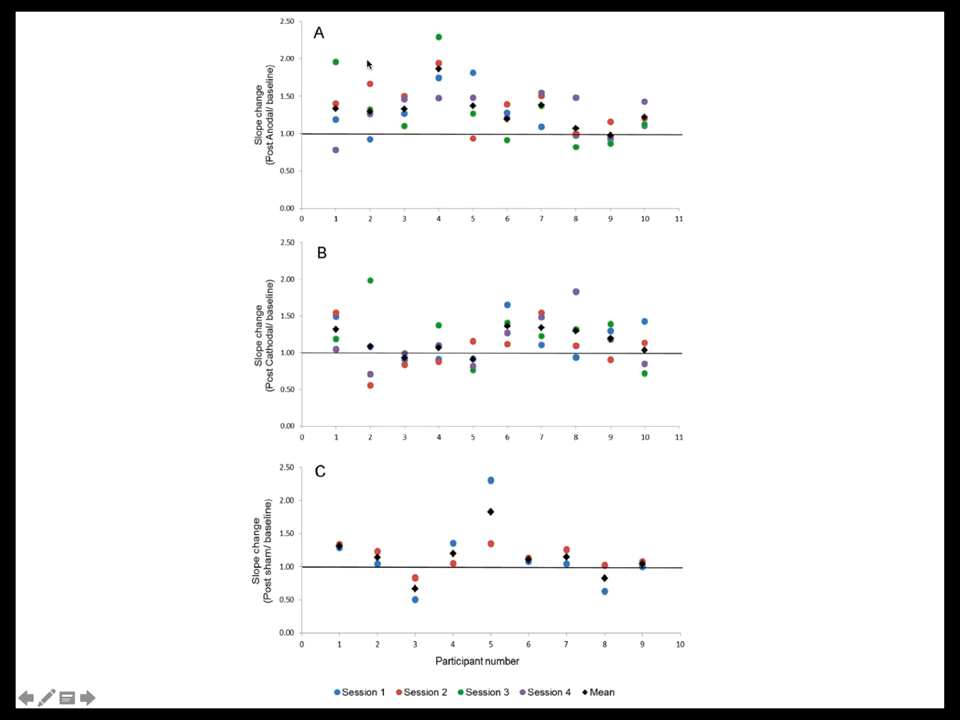 A
Slope change
(Post Anodal/ baseline)
2.50
2.00
1.50
1.00
0.50
0.00
0 1 2 3 4 5 6 7 8 9 10 11
B
Slope change
(Post Cathodal/ baseline)
2.50
2.00
1.50
1.00
0.50
0.00
0 1 2 3 4 5 6 7 8 9 10 11
C
Slope change
(Post sham/ baseline)
2.50
2.00
1.50
1.00
0.50
0.00
0 1 2 3 4 5 6 7 8 9 10
Participant number
Session 1 Session 2 Session 3 Session 4 Mean